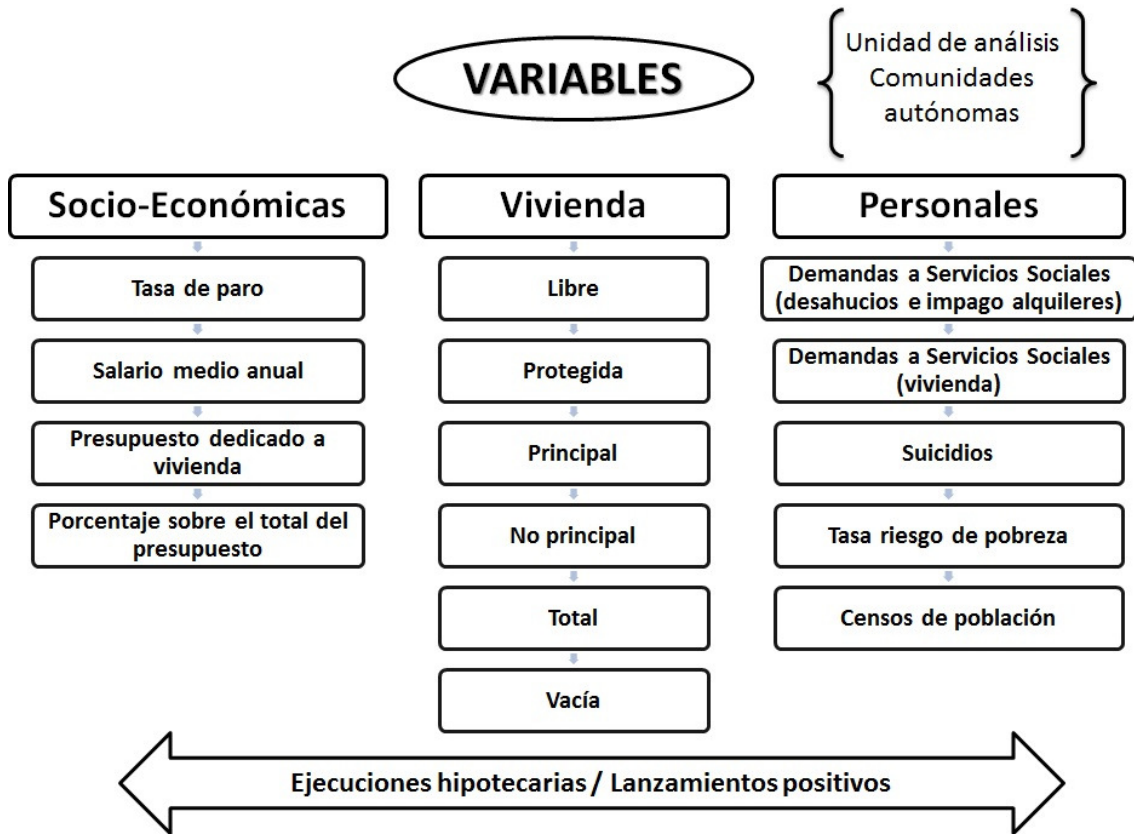 VARIABLES
Unidad de análisis
Comunidades
autónomas
Socio-Económicas
Tasa de paro
Salario medio anual
Presupuesto dedicado a
vivienda
Porcentaje sobre el total del
presupuesto
Vivienda
Libre
Protegida
Principal
No principal
Total
Vacía
Personales
Demandas a Servicios Sociales
(desahucios e impago alquileres)
Demandas a Servicios Sociales
(vivienda)
Suicidios
Tasa riesgo de pobreza
Censos de población
Ejecuciones hipotecarias / Lanzamientos positivos